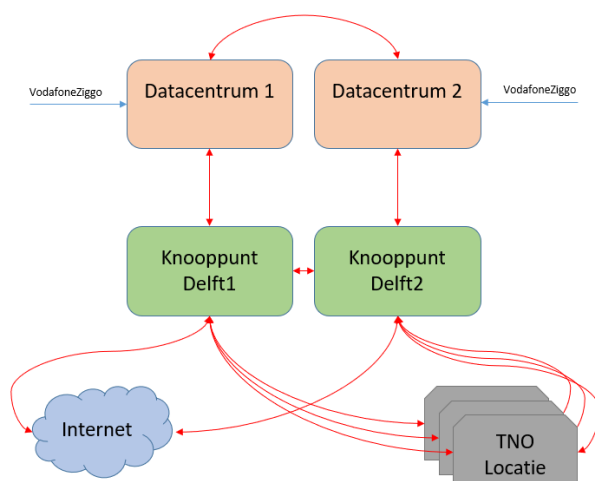 Datacentrum 1
Datacentrum 2
VodafoneZiggo
VodafoneZiggo
Knooppunt
Delft1
Knooppunt
Delft2
Internet
TNO
Locatie